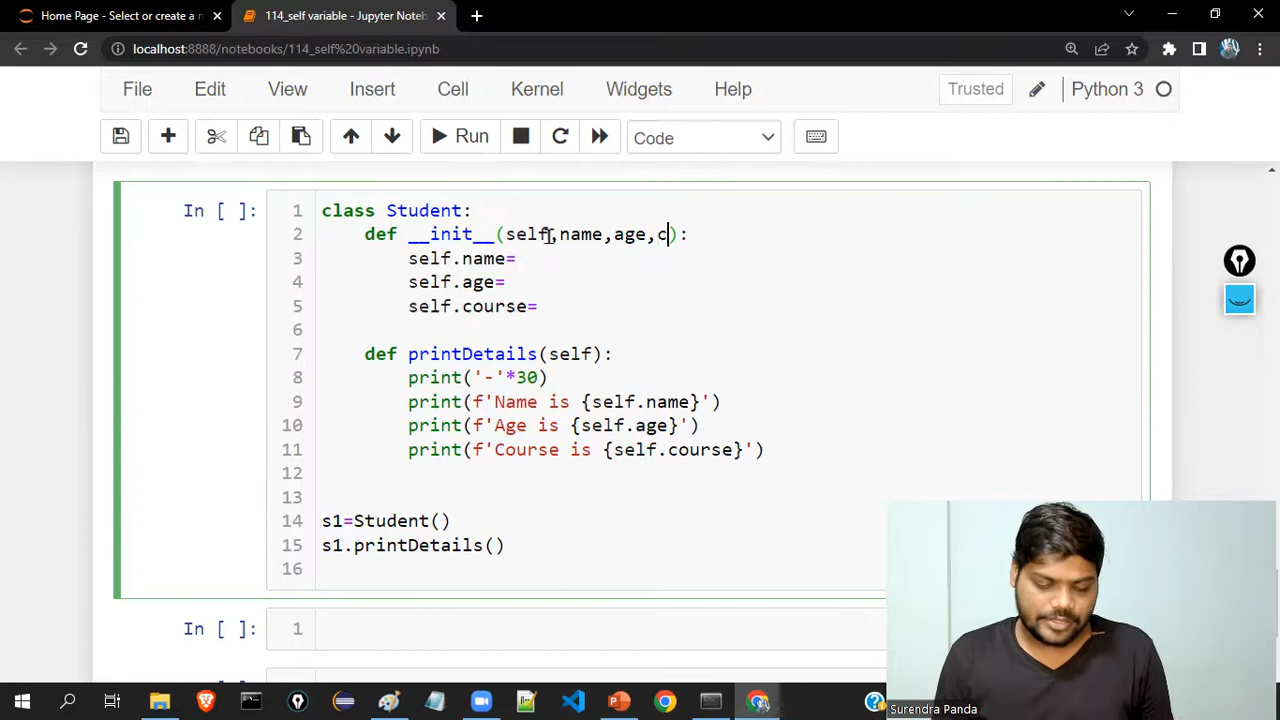 Home Page - Select or create a n
114_self variable - Jupyter Noteb
localhost:8888/notebooks/114_self%20variable.ipynb
File Edit View Insert Cell Kernel Widgets Help Trusted Python 3
Run Code
In [ ]:
1 class Student:
2 def __init__(self,name,age,c):
3 self.name=
4 self.age=
5 self.course=
6
7 def printDetails(self):
8 print('-'*30)
9 print(f'Name is {self.name}')
10 print(f'Age is {self.age}')
11 print(f'Course is {self.course}')
12
13
14 s1=Student()
15 s1.printDetails()
16
In [ ]: 1
Surendra Panda